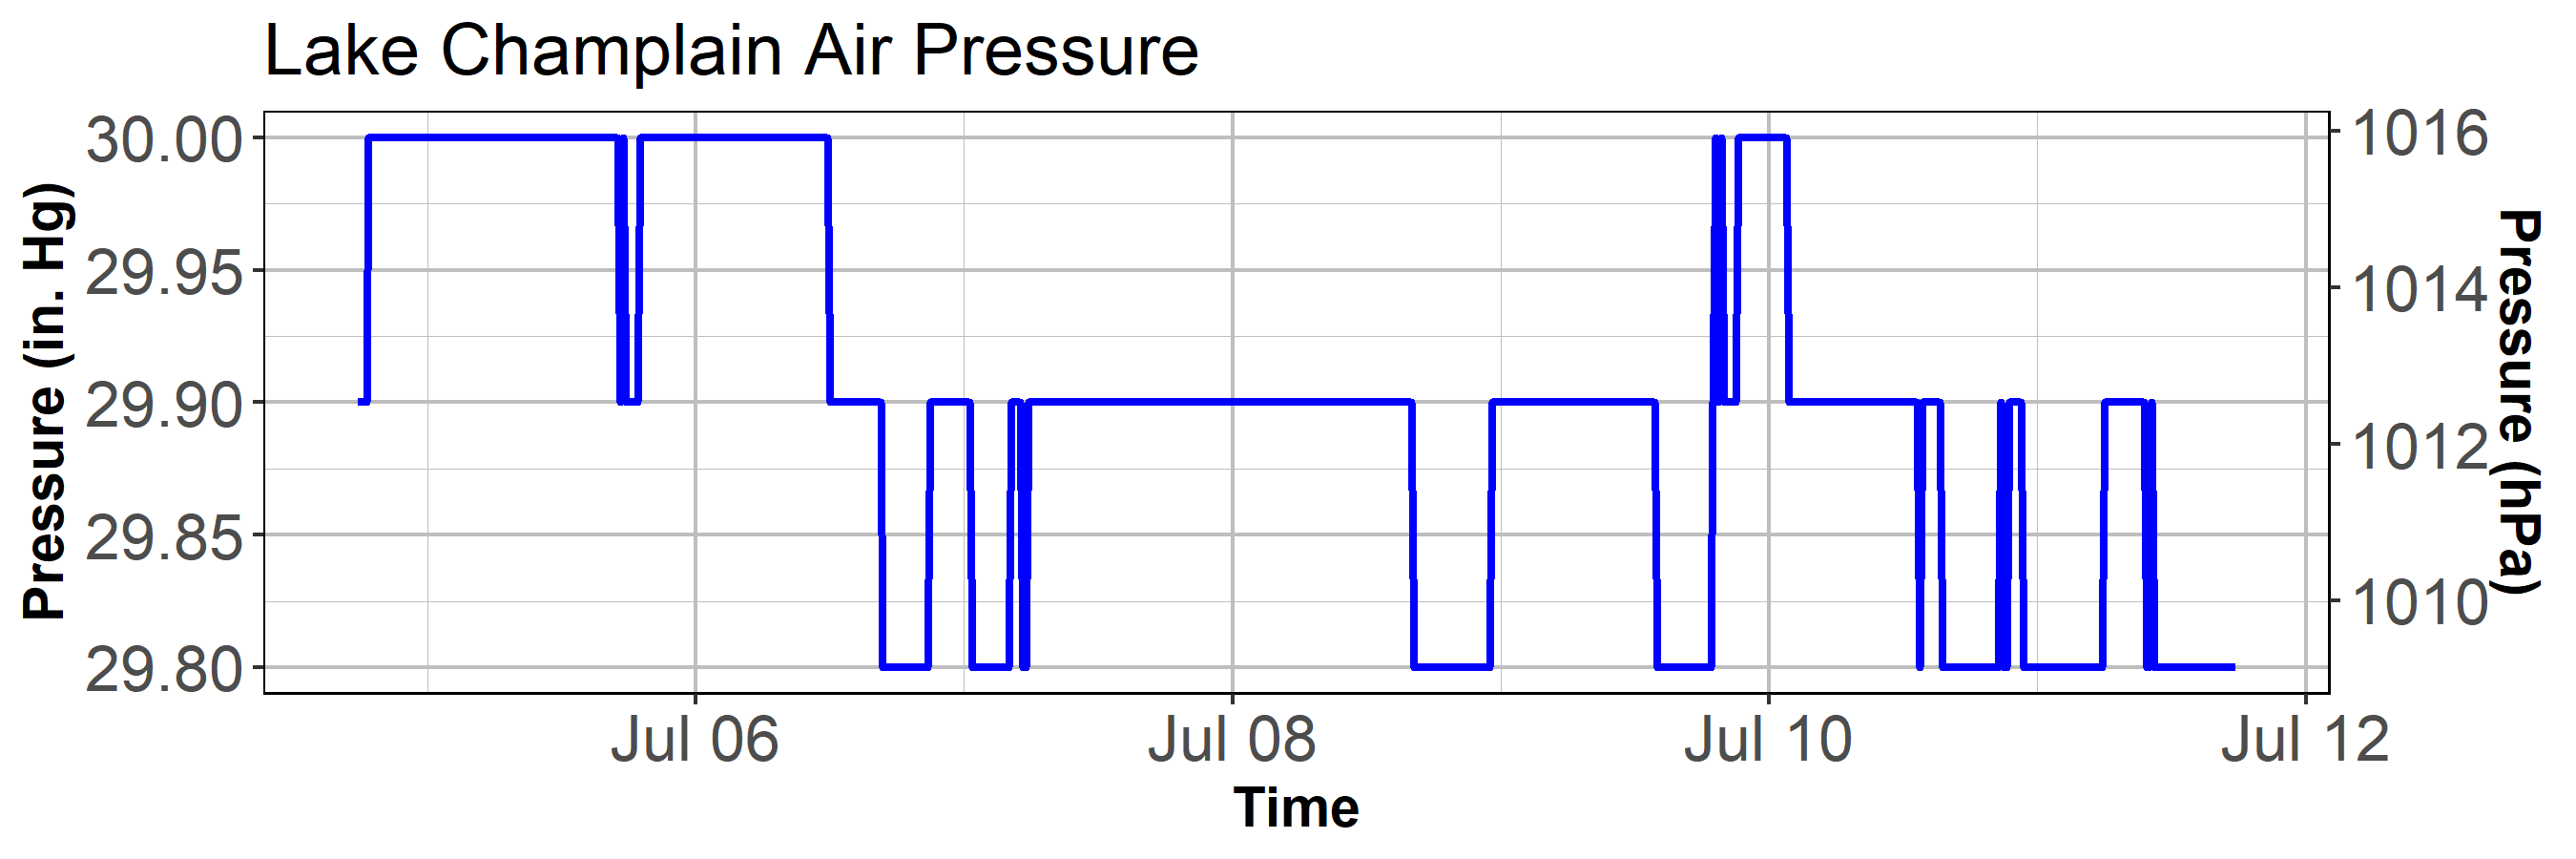 Lake Champlain Air Pressure
Pressure (in. Hg)
30.00
29.95
29.90
29.85
29.80
1016
1014
1012
1010
Pressure (hPa)
Jul 06 Jul 08 Jul 10 Jul 12
Time